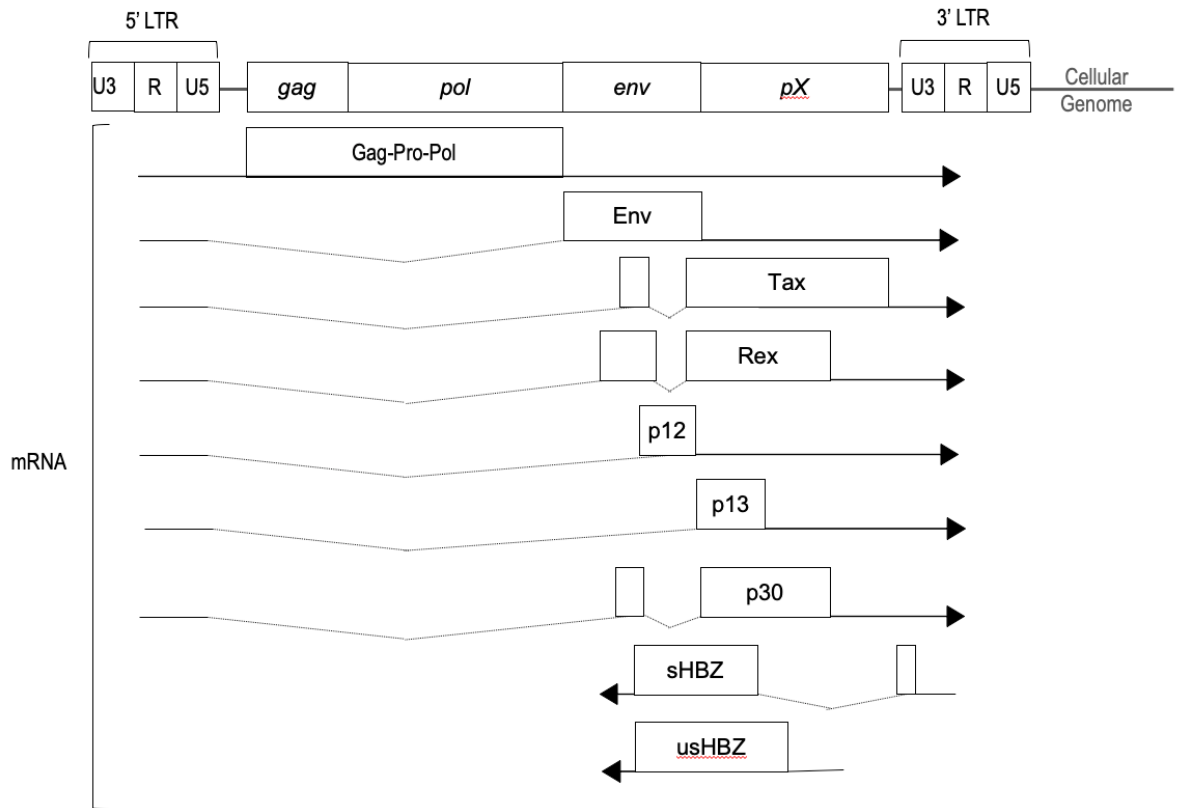 5' LTR
3' LTR
U3 R U5 gag pol env pX U3 R U5 Cellular
Genome
Gag-Pro-Pol
Env
Tax
Rex
p12
mRNA
p13
p30
sHBZ
usHBZ